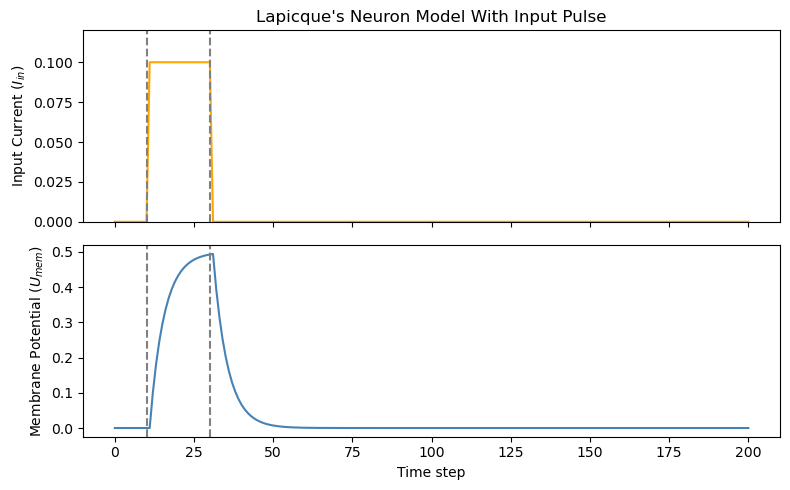 Lapicque's Neuron Model With Input Pulse
Input Current ($I_{in}$)
0.100
0.075
0.050
0.025
0.000
Membrane Potential ($U_{mem}$)
0.5
0.4
0.3
0.2
0.1
0.0
0 25 50 75 100 125 150 175 200
Time step